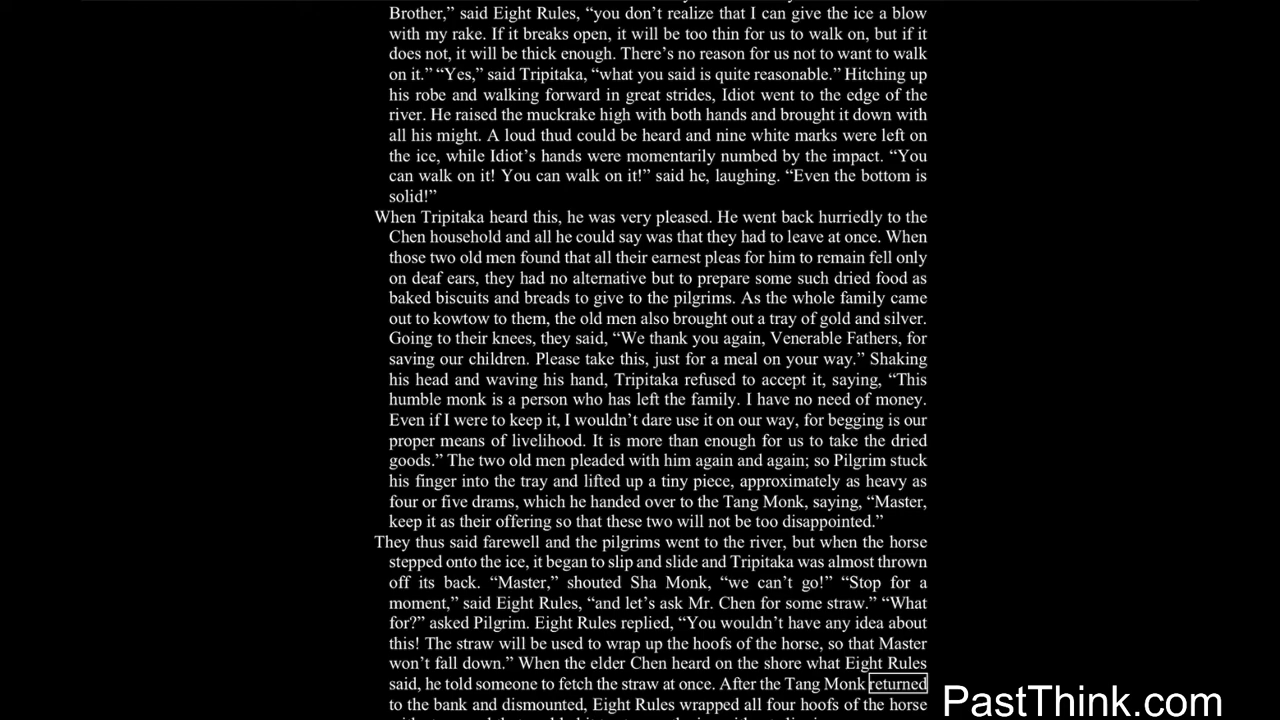 Brother,” said Eight Rules, “you don’t realize that I can give the ice a blow
with my rake. If it breaks open, it will be too thin for us to walk on, but if it
does not, it will be thick enough. There’s no reason for us not to want to walk
on it.” “Yes,” said Tripitaka, “what you said is quite reasonable.” Hitching up
his robe and walking forward in great strides, Idiot went to the edge of the
river. He raised the muckrake high with both hands and brought it down with
all his might. A loud thud could be heard and nine white marks were left on
the ice, while Idiot’s hands were momentarily numbed by the impact. “You
can walk on it! You can walk on it!” said he, laughing. “Even the bottom is
solid!”
When Tripitaka heard this, he was very pleased. He went back hurriedly to the
Chen household and all he could say was that they had to leave at once. When
those two old men found that all their earnest pleas for him to remain fell only
on deaf ears, they had no alternative but to prepare some such dried food as
baked biscuits and breads to give to the pilgrims. As the whole family came
out to kowtow to them, the old men also brought out a tray of gold and silver.
Going to their knees, they said, “We thank you again, Venerable Fathers, for
saving our children. Please take this, just for a meal on your way.” Shaking
his head and waving his hand, Tripitaka refused to accept it, saying, “This
humble monk is a person who has left the family. I have no need of money.
Even if I were to keep it, I wouldn’t dare use it on our way, for begging is our
proper means of livelihood. It is more than enough for us to take the dried
goods.” The two old men pleaded with him again and again; so Pilgrim stuck
his finger into the tray and lifted up a tiny piece, approximately as heavy as
four or five drams, which he handed over to the Tang Monk, saying, “Master,
keep it as their offering so that these two will not be too disappointed.”
They thus said farewell and the pilgrims went to the river, but when the horse
stepped onto the ice, it began to slip and slide and Tripitaka was almost thrown
off its back. “Master,” shouted Sha Monk, “we can’t go!” “Stop for a
moment,” said Eight Rules, “and let’s ask Mr. Chen for some straw.” “What
for?” asked Pilgrim. Eight Rules replied, “You wouldn’t have any idea about
this! The straw will be used to wrap up the hoofs of the horse, so that Master
won’t fall down.” When the elder Chen heard on the shore what Eight Rules
said, he told someone to fetch the straw at once. After the Tang Monk returned
to the bank and dismounted, Eight Rules wrapped all four hoofs of the horse
PastThink.com